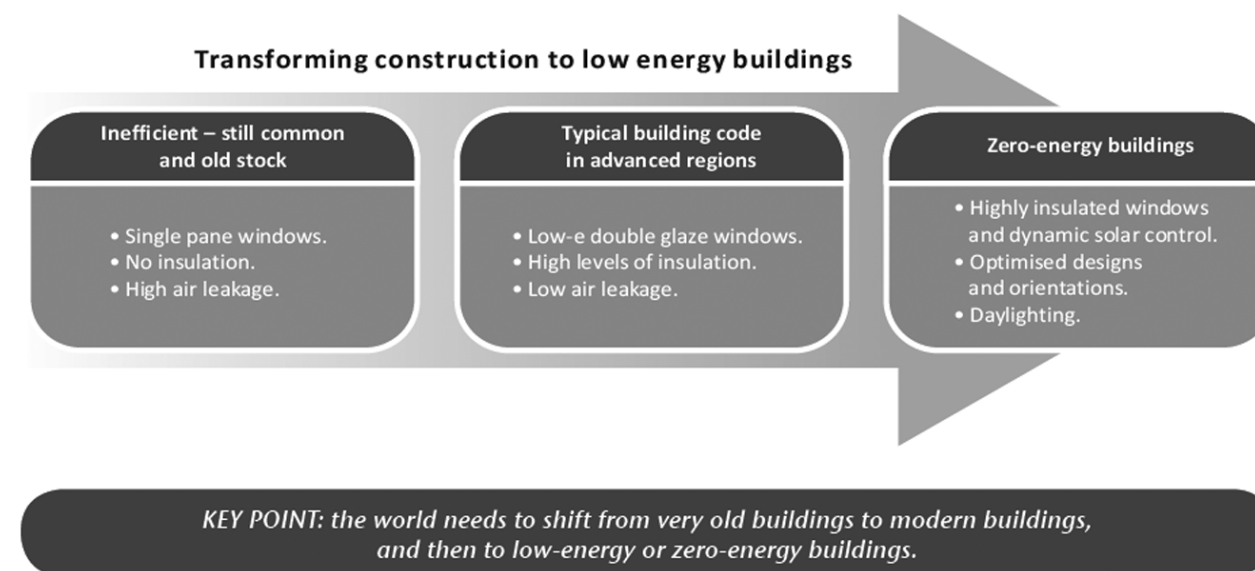 Transforming construction to low energy buildings
Inefficient – still common
and old stock
• Single pane windows.
• No insulation.
• High air leakage.
Typical building code
in advanced regions
• Low-e double glaze windows.
• High levels of insulation.
• Low air leakage.
Zero-energy buildings
• Highly insulated windows
and dynamic solar control.
• Optimised designs
and orientations.
• Daylighting.
KEY POINT: the world needs to shift from very old buildings to modern buildings,
and then to low-energy or zero-energy buildings.